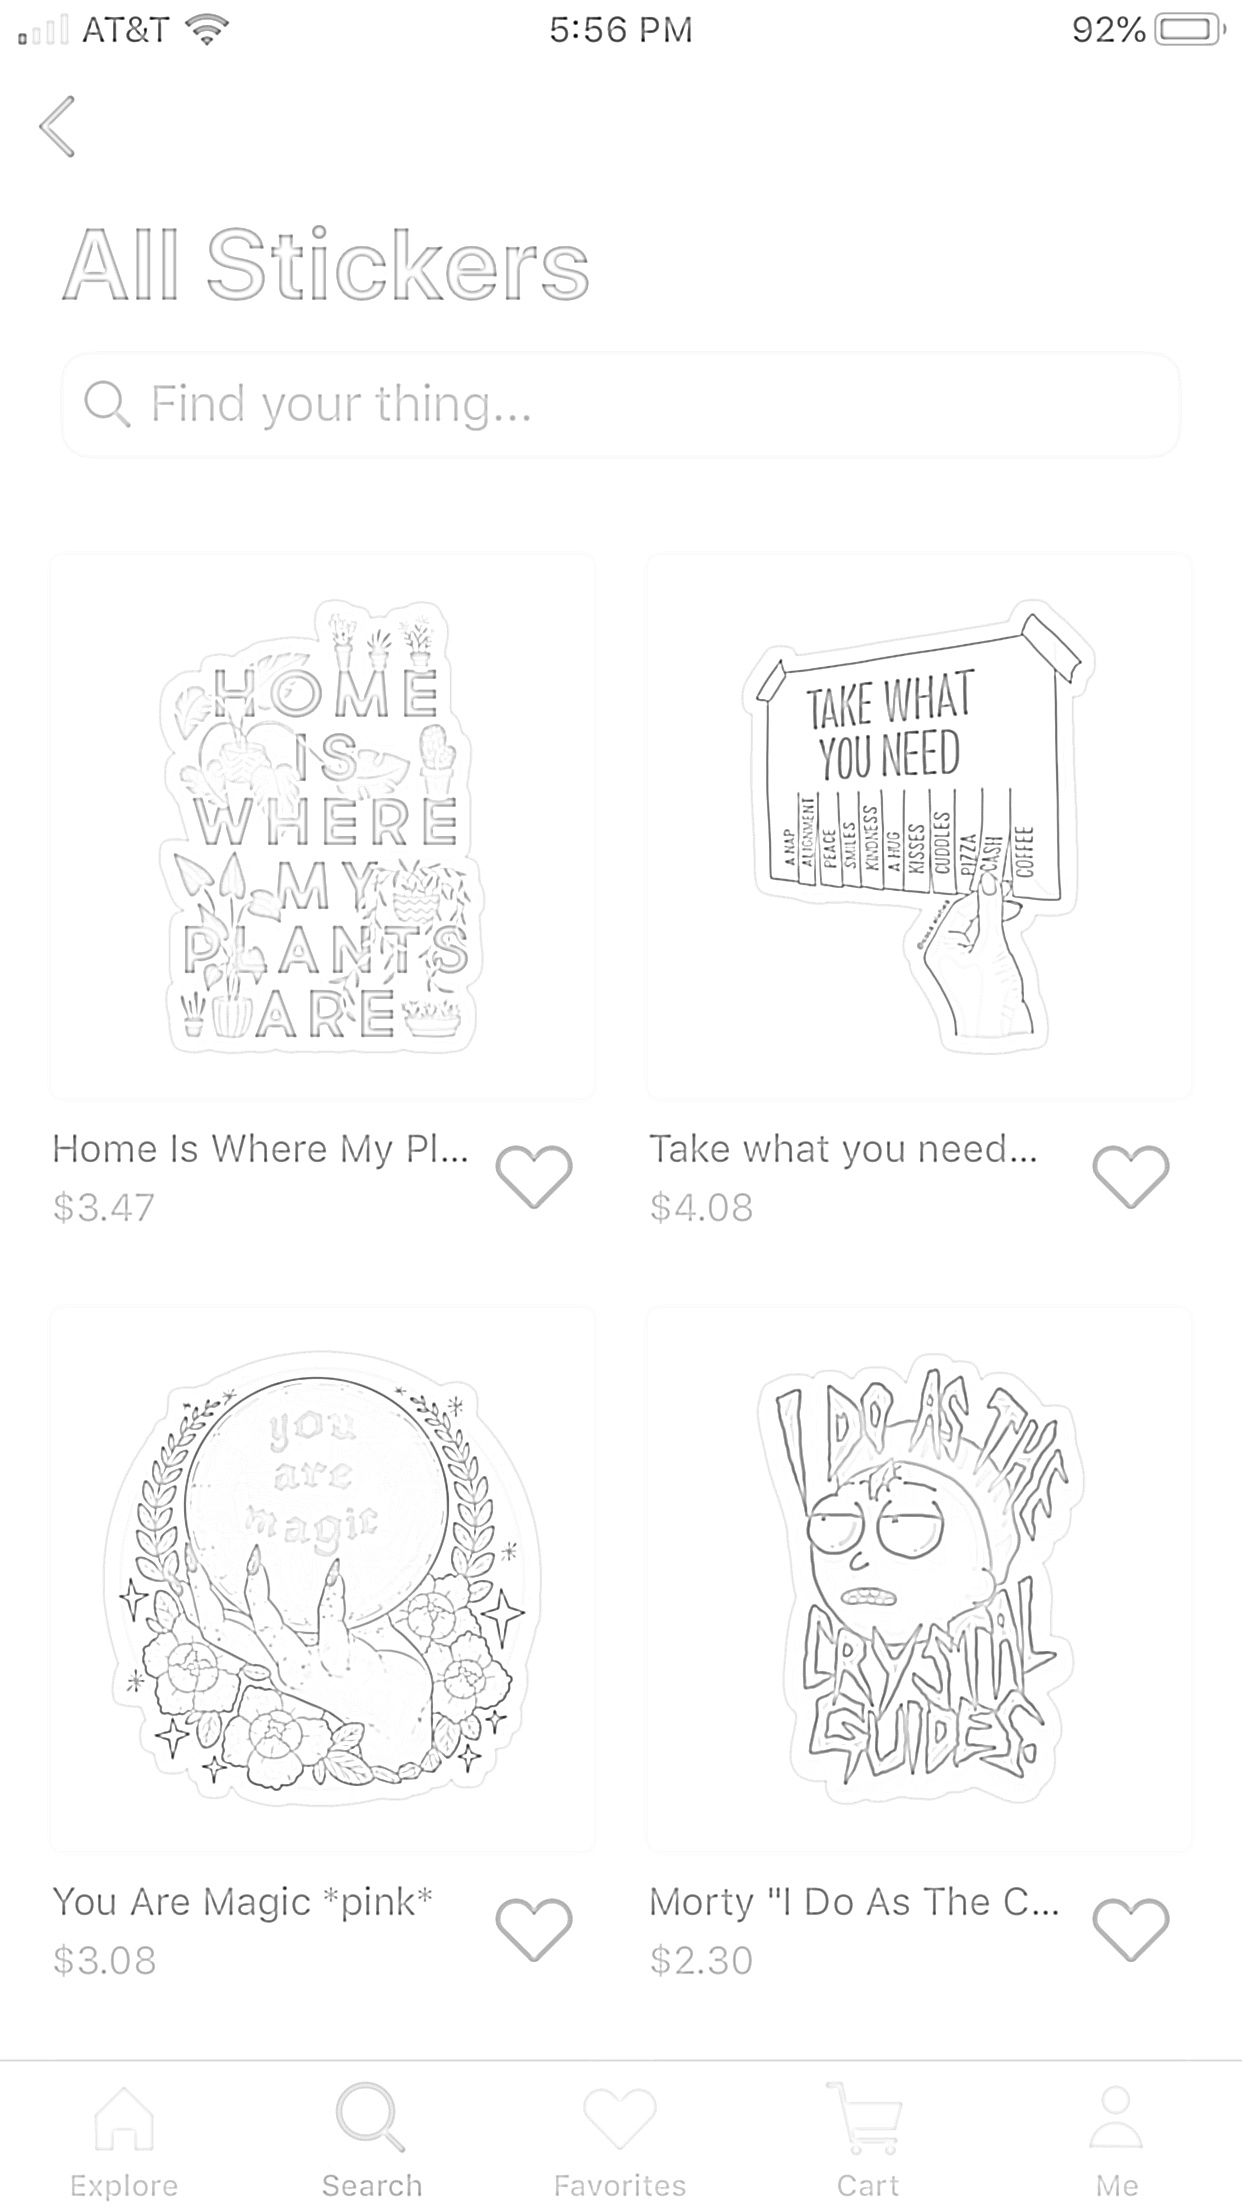 AT&T 5:56 PM 92%
All Stickers
Find your thing...
HOME
IS
WHERE
MY
PLANTS
ARE
TAKE WHAT
YOU NEED
A NAP
ALIGNMENT
PEACE
SMILES
KINDNESS
A HUG
KISSES
CUDDLES
PIZZA
CASH
COFFEE
Home Is Where My Pl...
$3.47
Take what you need...
$4.08
you
are
magic
I DO AS THE
CRYSTAL
GUIDES.
You Are Magic *pink*
$3.08
Morty "I Do As The C...
$2.30
Explore Search Favorites Cart Me